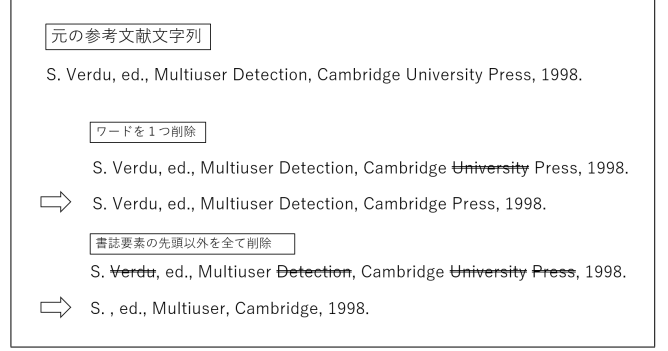 元の参考文献文字列
S. Verdu, ed., Multiuser Detection, Cambridge University Press, 1998.
ワードを１つ削除
S. Verdu, ed., Multiuser Detection, Cambridge University Press, 1998.
S. Verdu, ed., Multiuser Detection, Cambridge Press, 1998.
書誌要素の先頭以外を全て削除
S. Verdu, ed., Multiuser Detection, Cambridge University Press, 1998.
S. , ed., Multiuser, Cambridge, 1998.